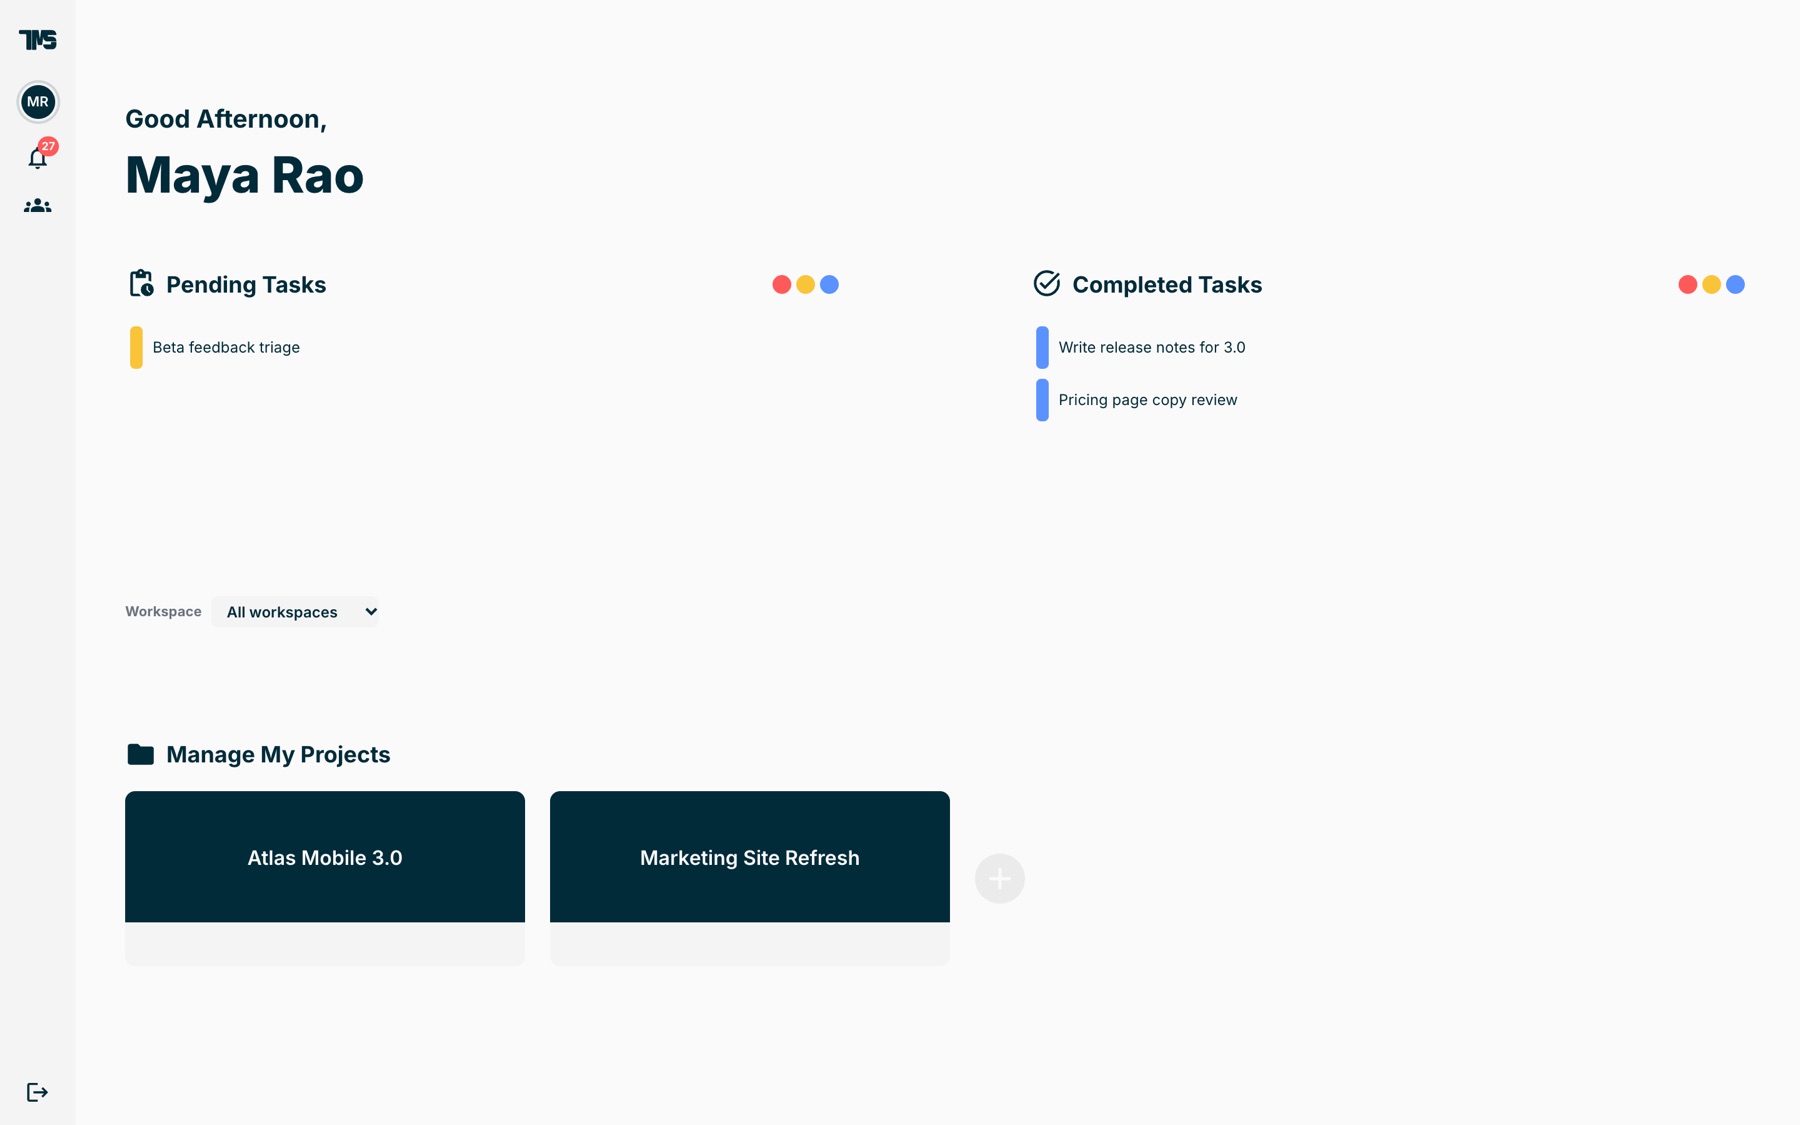 TMS
MR
27
Good Afternoon,
Maya Rao
Pending Tasks
Beta feedback triage
Completed Tasks
Write release notes for 3.0
Pricing page copy review
Workspace All workspaces
Manage My Projects
Atlas Mobile 3.0
Marketing Site Refresh